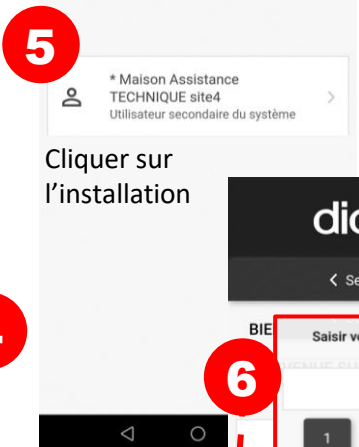 5
* Maison Assistance
TECHNIQUE site4
Utilisateur secondaire du système
Cliquer sur
l’installation
6
1